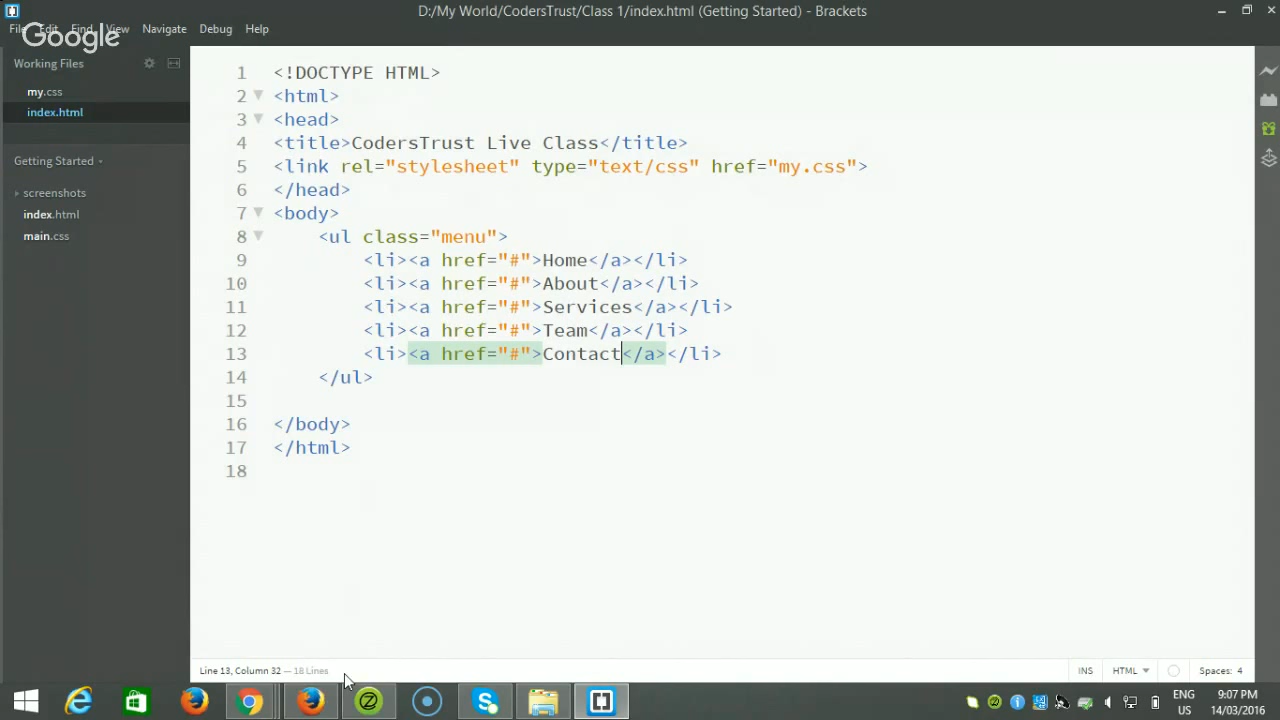 D:/My World/CodersTrust/Class 1/index.html (Getting Started) - Brackets
File Edit Find View Navigate Debug Help
Google
Working Files
my.css
index.html
Getting Started
screenshots
index.html
main.css
1 <!DOCTYPE HTML>
2 <html>
3 <head>
4 <title>CodersTrust Live Class</title>
5 <link rel="stylesheet" type="text/css" href="my.css">
6 </head>
7 <body>
8 <ul class="menu">
9 <li><a href="#">Home</a></li>
10 <li><a href="#">About</a></li>
11 <li><a href="#">Services</a></li>
12 <li><a href="#">Team</a></li>
13 <li><a href="#">Contact</a></li>
14 </ul>
15
16 </body>
17 </html>
18
Line 13, Column 32 — 18 Lines
INS HTML Spaces: 4
ENG 9:07 PM
US 14/03/2016